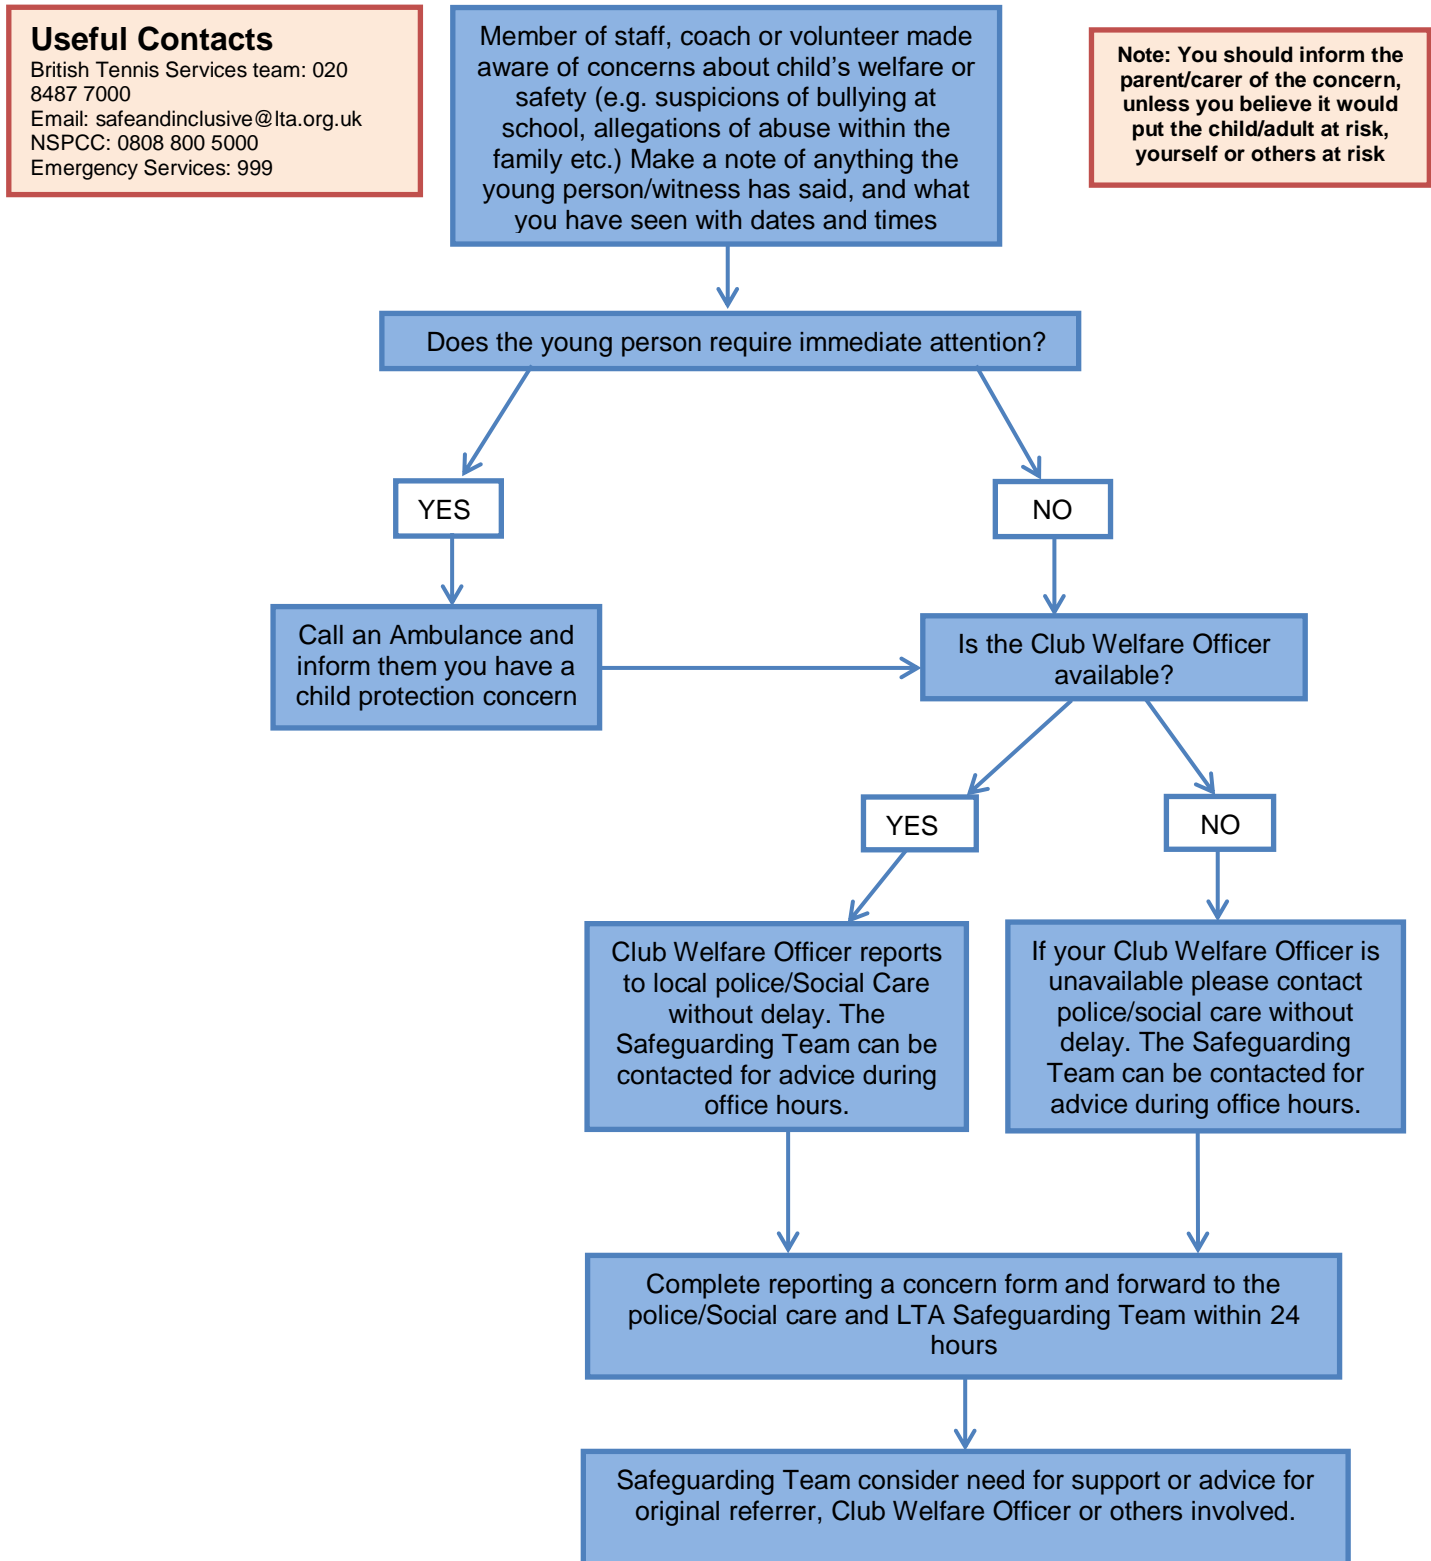 Useful Contacts
British Tennis Services team: 020
8487 7000
Email: safeandinclusive@lta.org.uk
NSPCC: 0808 800 5000
Emergency Services: 999
Member of staff, coach or volunteer made
aware of concerns about child’s welfare or
safety (e.g. suspicions of bullying at
school, allegations of abuse within the
family etc.) Make a note of anything the
young person/witness has said, and what
you have seen with dates and times
Note: You should inform the
parent/carer of the concern,
unless you believe it would
put the child/adult at risk,
yourself or others at risk
Does the young person require immediate attention?
YES
NO
Call an Ambulance and
inform them you have a
child protection concern
Is the Club Welfare Officer
available?
YES
NO
Club Welfare Officer reports
to local police/Social Care
without delay. The
Safeguarding Team can be
contacted for advice during
office hours.
If your Club Welfare Officer is
unavailable please contact
police/social care without
delay. The Safeguarding
Team can be contacted for
advice during office hours.
Complete reporting a concern form and forward to the
police/Social care and LTA Safeguarding Team within 24
hours
Safeguarding Team consider need for support or advice for
original referrer, Club Welfare Officer or others involved.